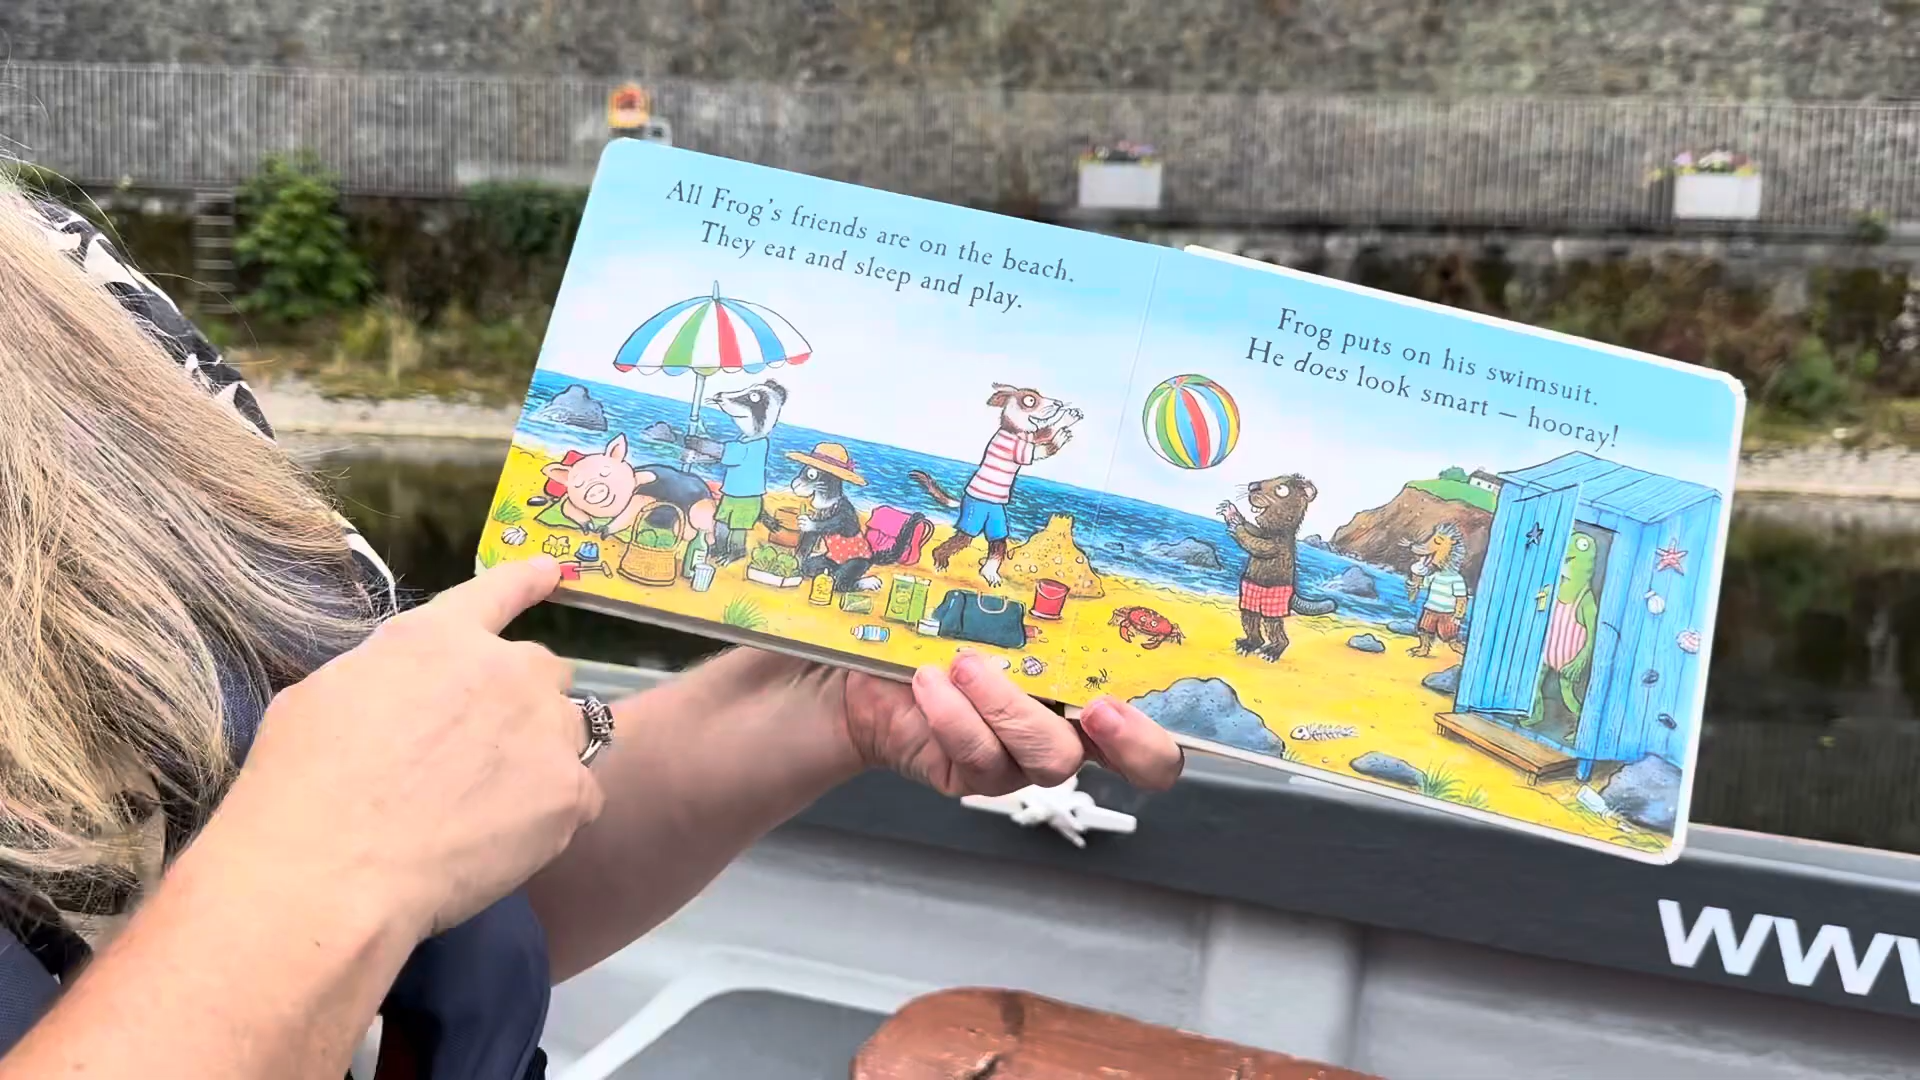 All Frog's friends are on the beach.
They eat and sleep and play.
Frog puts on his swimsuit.
He does look smart – hooray!
www